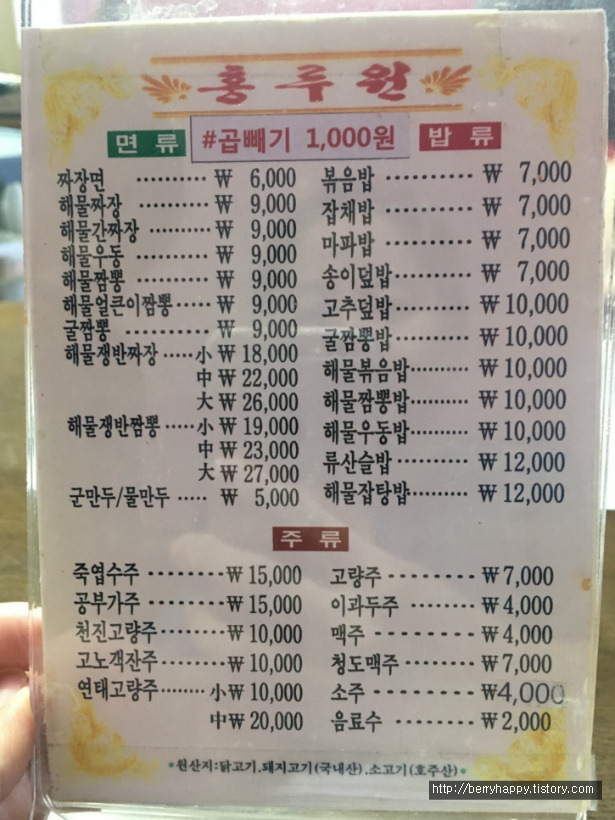 홍루원
면 류
#곱빼기 1,000원
밥 류
짜장면 ·········· ₩ 6,000
해물짜장 ·········· ₩ 9,000
해물간짜장 ········ ₩ 9,000
해물우동 ·········· ₩ 9,000
해물짬뽕 ·········· ₩ 9,000
해물얼큰이짬뽕 ······ ₩ 9,000
굴짬뽕 ·········· ₩ 9,000
해물쟁반짜장 ····· 小 ₩ 18,000
中 ₩ 22,000
大 ₩ 26,000
해물쟁반짬뽕 ····· 小 ₩ 19,000
中 ₩ 23,000
大 ₩ 27,000
군만두/물만두 ····· ₩ 5,000
볶음밥 ·········· ₩ 7,000
잡채밥 ·········· ₩ 7,000
마파밥 ·········· ₩ 7,000
송이덮밥 ·········· ₩ 7,000
고추덮밥 ·········· ₩ 10,000
굴짬뽕밥 ·········· ₩ 10,000
해물볶음밥 ·········· ₩ 10,000
해물짬뽕밥 ·········· ₩ 10,000
해물우동밥 ·········· ₩ 10,000
류산슬밥 ·········· ₩ 12,000
해물잡탕밥 ·········· ₩ 12,000
주 류
죽엽수주 ········ ₩ 15,000
공부가주 ········ ₩ 15,000
천진고량주 ········ ₩ 10,000
고노객잔주 ········ ₩ 10,000
연태고량주 ········ 小₩ 10,000
中₩ 20,000
고량주 ········ ₩ 7,000
이과두주 ········ ₩ 4,000
맥주 ········ ₩ 4,000
청도맥주 ········ ₩ 7,000
소주 ········ ₩4,000
음료수 ········ ₩ 2,000
*원산지:닭고기,돼지고기(국내산),소고기(호주산)*
http://berryhappy.tistory.com